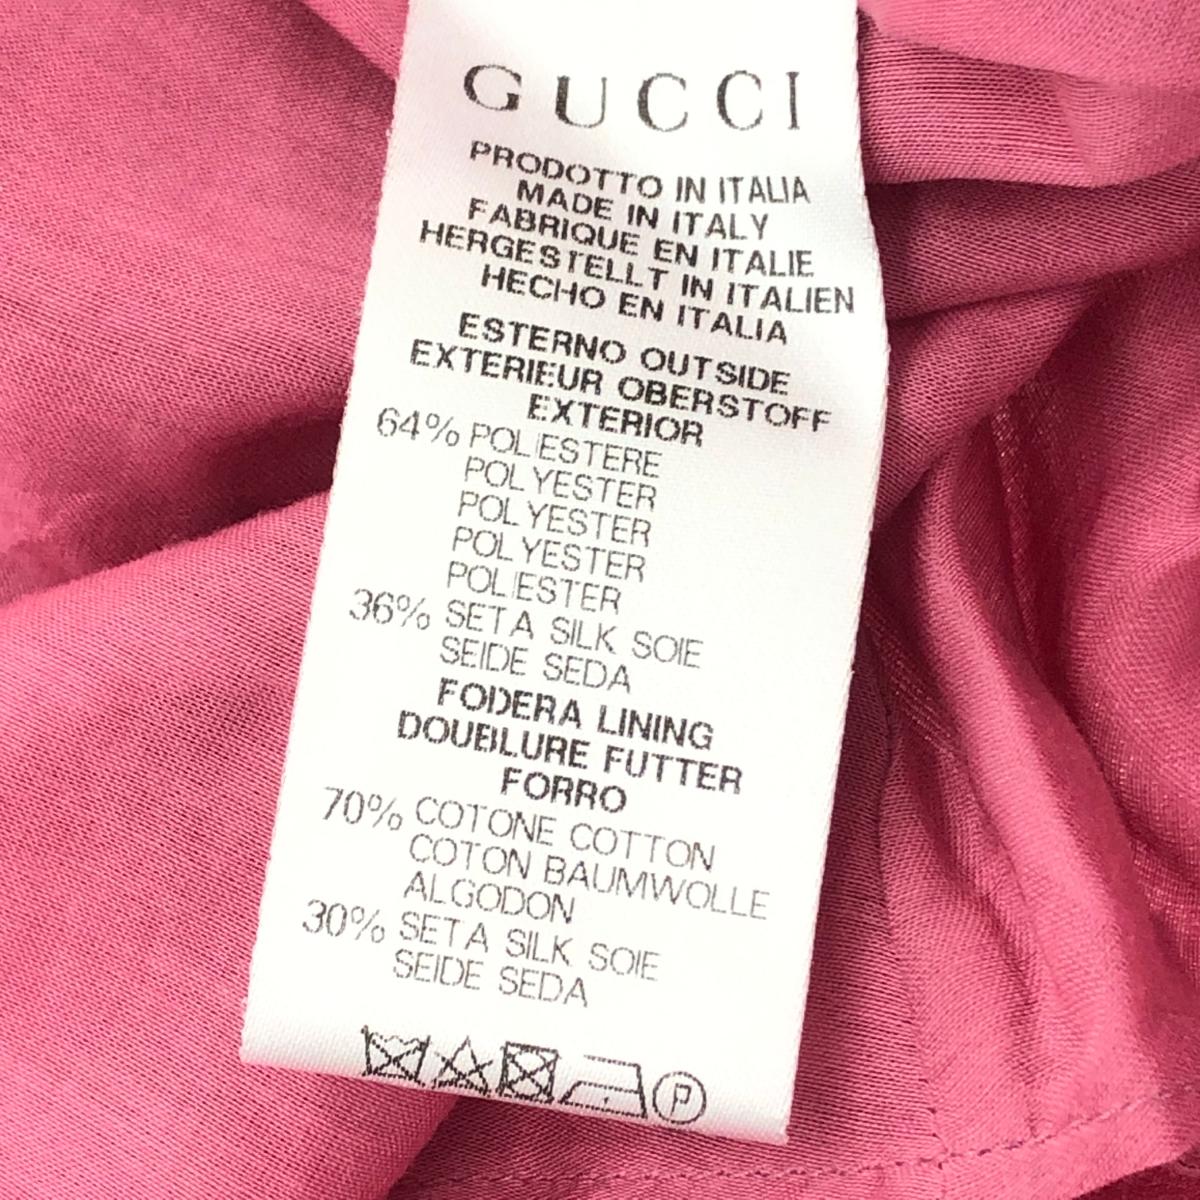 GUCCI
PRODOTTO IN ITALIA
MADE IN ITALY
FABRIQUE EN ITALIE
HERGESTELLT IN ITALIEN
HECHO EN ITALIA
ESTERNO OUTSIDE
EXTERIEUR OBERSTOFF
EXTERIOR
64% POLIESTERE
POLYESTER
POLYESTER
POLYESTER
POLIESTER
36% SETA SILK SOIE
SEIDE SEDA
FODERA LINING
DOUBLURE FUTTER
FORRO
70% COTONE COTTON
COTON BAUMWOLLE
ALGODON
30% SETA SILK SOIE
SEIDE SEDA
P